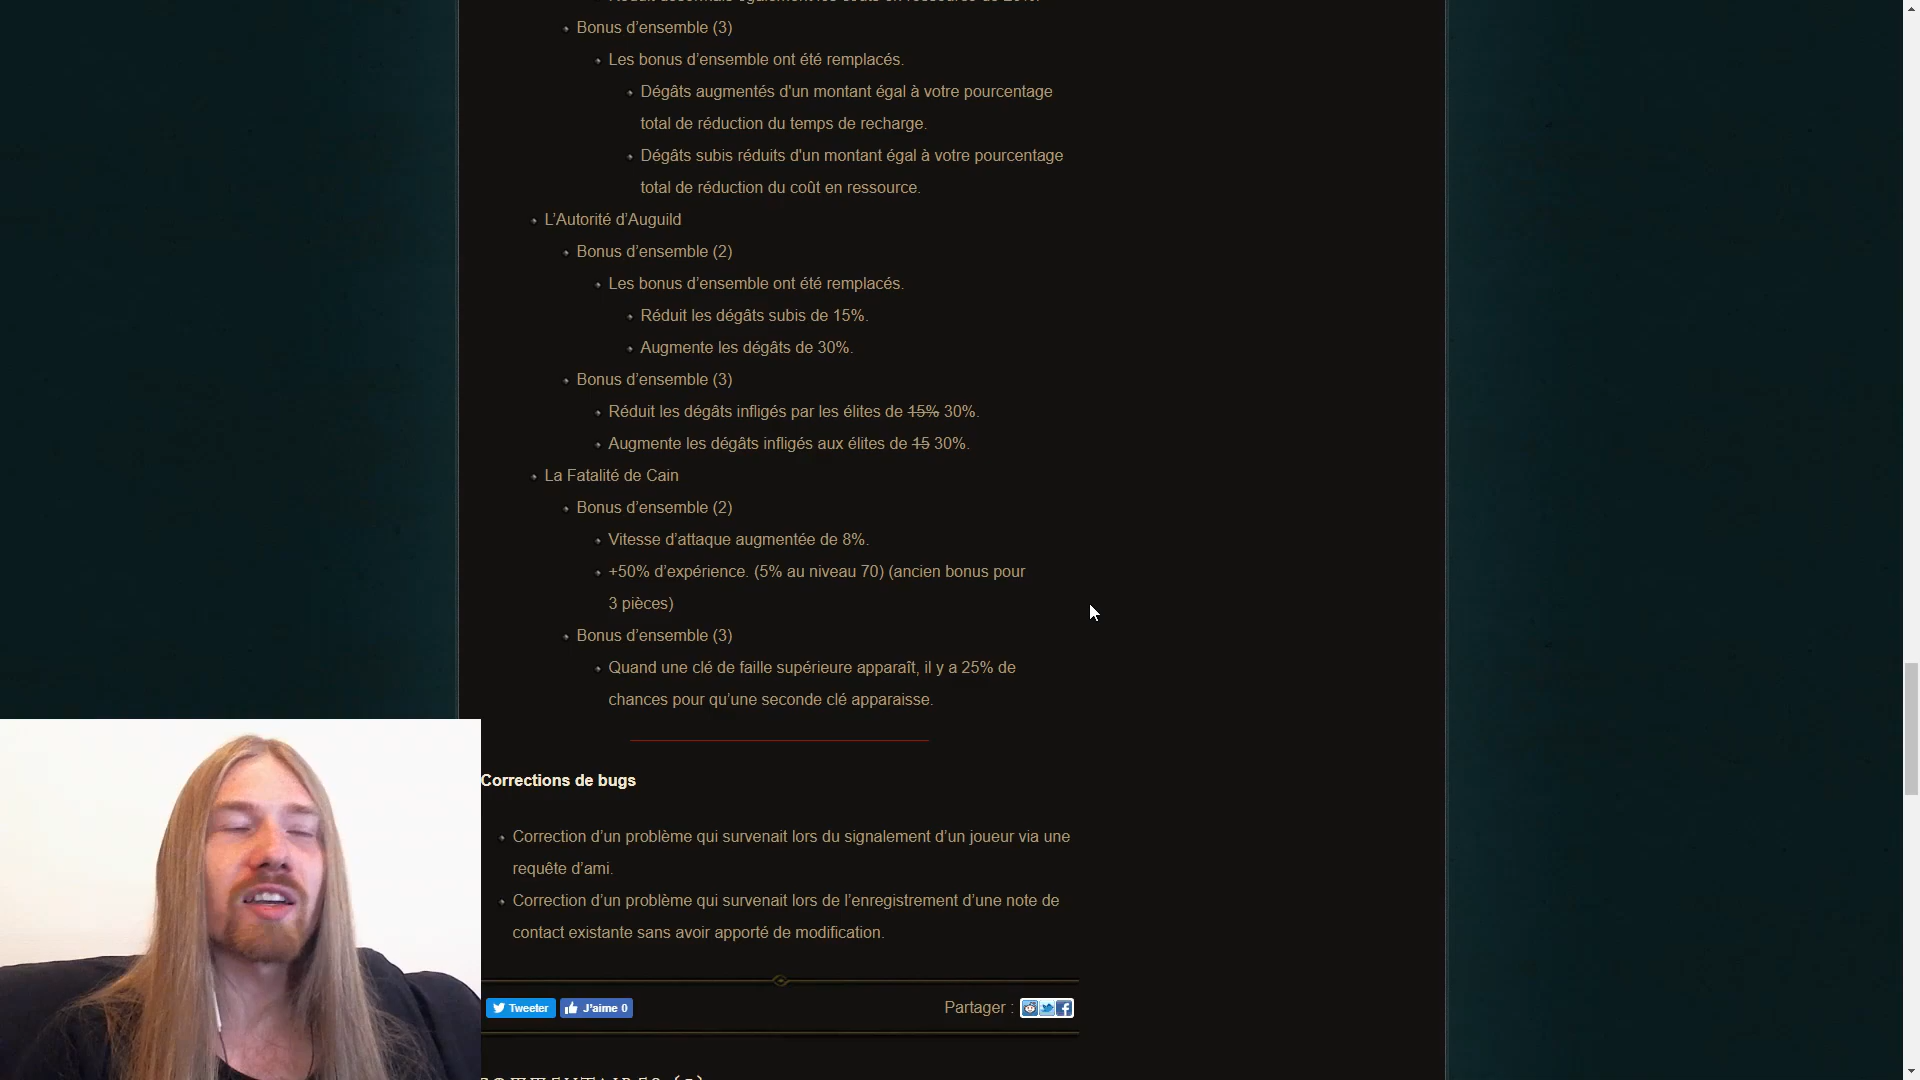 Bonus d'ensemble (3)
Les bonus d'ensemble ont été remplacés.
Dégâts augmentés d'un montant égal à votre pourcentage
total de réduction du temps de recharge.
Dégâts subis réduits d'un montant égal à votre pourcentage
total de réduction du coût en ressource.
L'Autorité d'Auguild
Bonus d'ensemble (2)
Les bonus d'ensemble ont été remplacés.
Réduit les dégâts subis de 15%.
Augmente les dégâts de 30%.
Bonus d'ensemble (3)
Réduit les dégâts infligés par les élites de 15% 30%.
Augmente les dégâts infligés aux élites de 15 30%.
La Fatalité de Cain
Bonus d'ensemble (2)
Vitesse d'attaque augmentée de 8%.
+50% d'expérience. (5% au niveau 70) (ancien bonus pour
3 pièces)
Bonus d'ensemble (3)
Quand une clé de faille supérieure apparaît, il y a 25% de
chances pour qu'une seconde clé apparaisse.
Corrections de bugs
Correction d'un problème qui survenait lors du signalement d'un joueur via une
requête d'ami.
Correction d'un problème qui survenait lors de l'enregistrement d'une note de
contact existante sans avoir apporté de modification.
Tweeter J'aime 0 Partager :